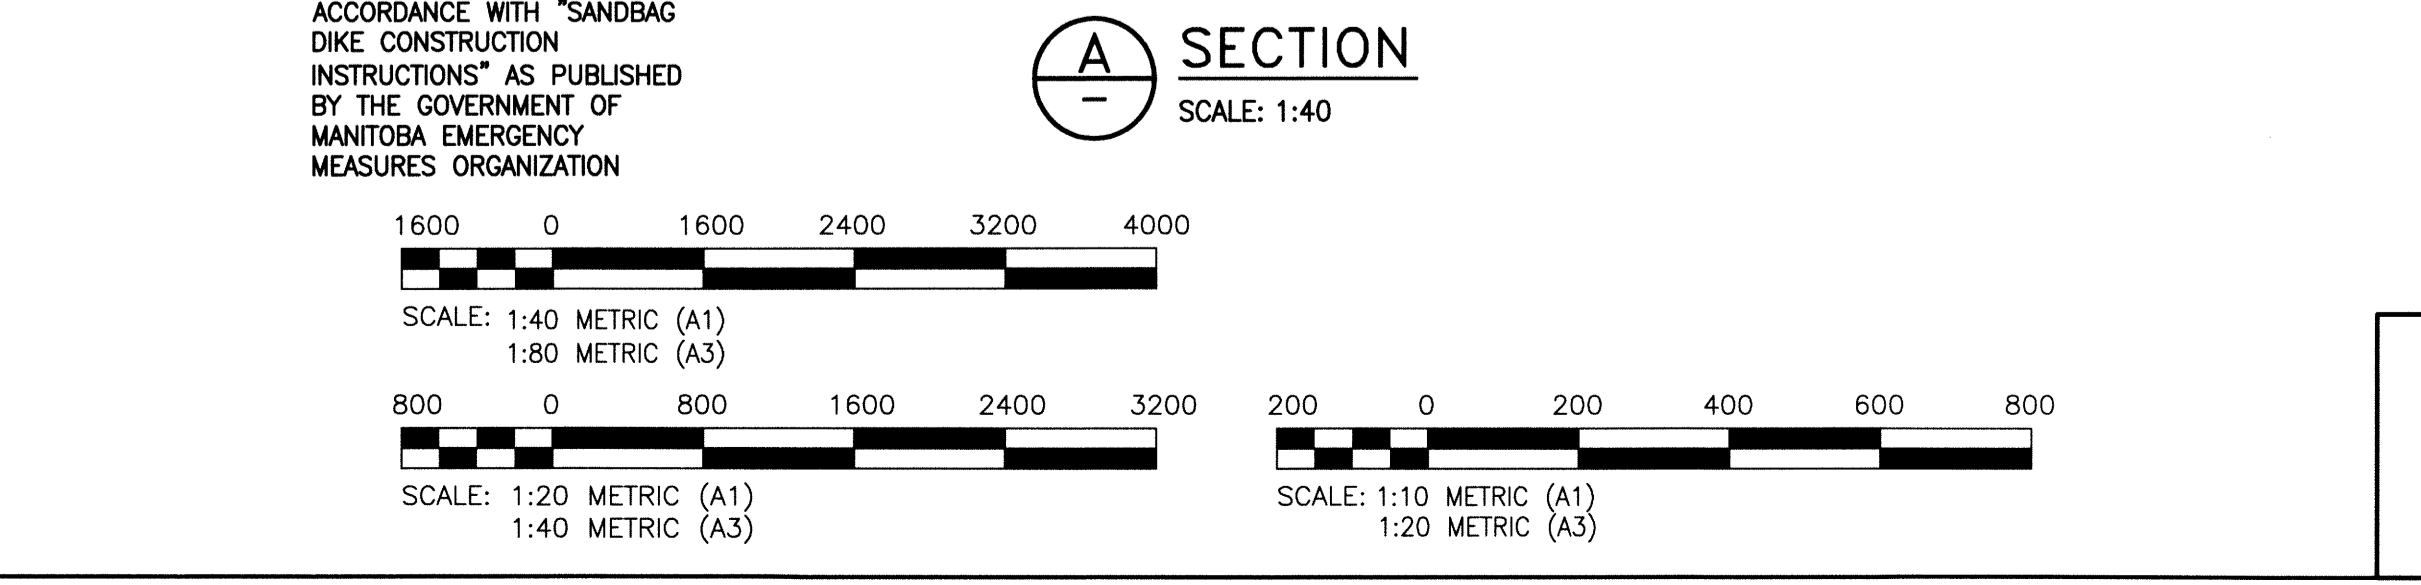 ACCORDANCE WITH "SANDBAG
DIKE CONSTRUCTION
INSTRUCTIONS" AS PUBLISHED
BY THE GOVERNMENT OF
MANITOBA EMERGENCY
MEASURES ORGANIZATION
A
–
SECTION
SCALE: 1:40
1600 0 1600 2400 3200 4000
SCALE: 1:40 METRIC (A1)
1:80 METRIC (A3)
800 0 800 1600 2400 3200
SCALE: 1:20 METRIC (A1)
1:40 METRIC (A3)
200 0 200 400 600 800
SCALE: 1:10 METRIC (A1)
1:20 METRIC (A3)